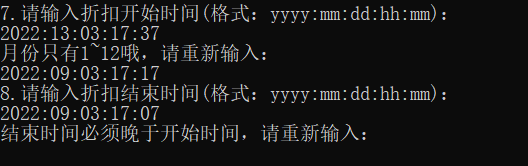 7.请输入折扣开始时间(格式：yyyy:mm:dd:hh:mm)：
2022:13:03:17:37
月份只有1~12哦，请重新输入：
2022:09:03:17:17
8.请输入折扣结束时间(格式：yyyy:mm:dd:hh:mm)：
2022:09:03:17:07
结束时间必须晚于开始时间，请重新输入：